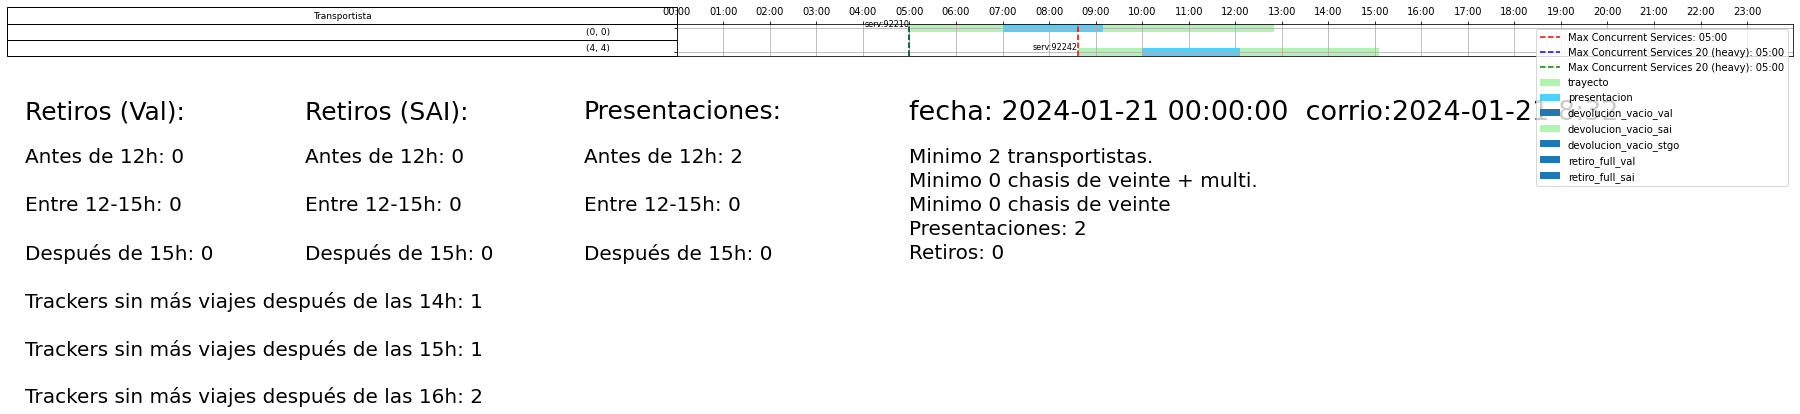 Transportista
00:00 01:00 02:00 03:00 04:00 05:00 06:00 07:00 08:00 09:00 10:00 11:00 12:00 13:00 14:00 15:00 16:00 17:00 18:00 19:00 20:00 21:00 22:00 23:00
serv:92210
(0, 0)
serv:92242
(4, 4)
Max Concurrent Services: 05:00
Max Concurrent Services 20 (heavy): 05:00
Max Concurrent Services 20 (heavy): 05:00
trayecto
presentacion
devolucion_vacio_val
devolucion_vacio_sai
devolucion_vacio_stgo
retiro_full_val
retiro_full_sai
Retiros (Val):
Antes de 12h: 0
Entre 12-15h: 0
Después de 15h: 0
Retiros (SAI):
Antes de 12h: 0
Entre 12-15h: 0
Después de 15h: 0
Presentaciones:
Antes de 12h: 2
Entre 12-15h: 0
Después de 15h: 0
fecha: 2024-01-21 00:00:00 corrio:2024-01-21 8:32
Minimo 2 transportistas.
Minimo 0 chasis de veinte + multi.
Minimo 0 chasis de veinte
Presentaciones: 2
Retiros: 0
Trackers sin más viajes después de las 14h: 1
Trackers sin más viajes después de las 15h: 1
Trackers sin más viajes después de las 16h: 2